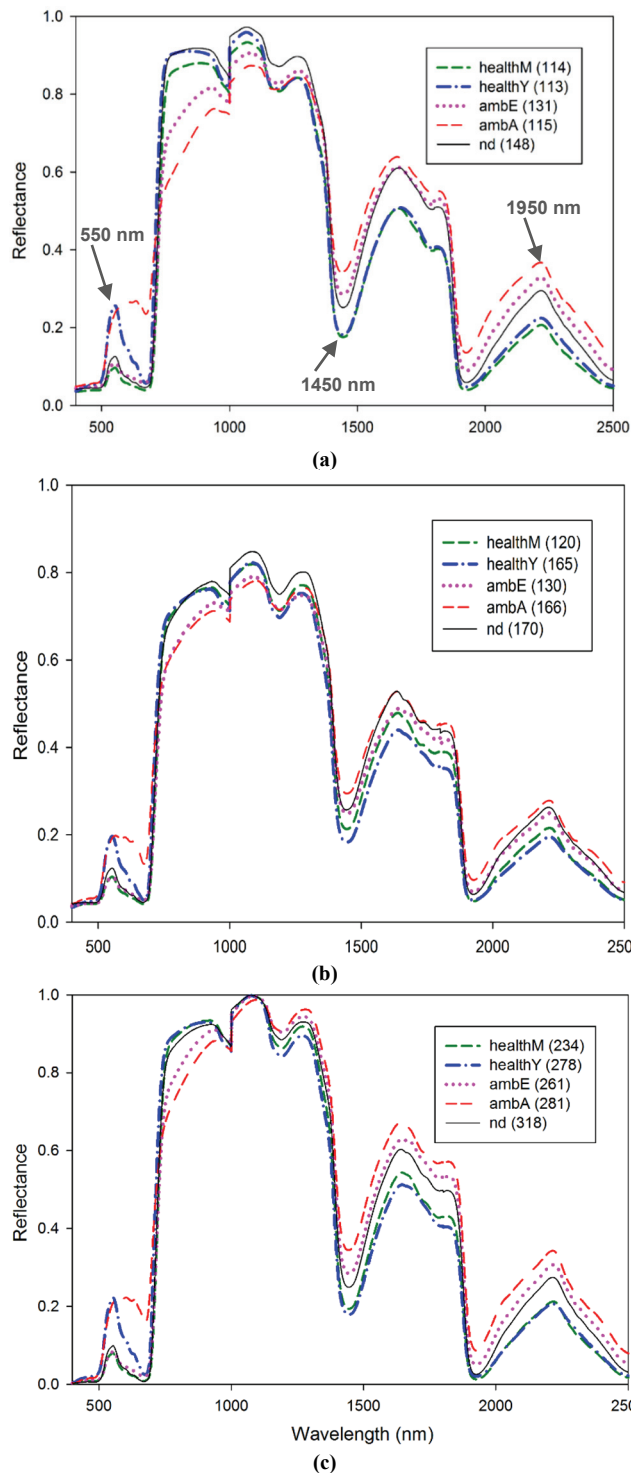 1.0
healthM (114)
healthY (113)
ambE (131)
ambA (115)
nd (148)
0.8
Reflectance
0.6
550 nm
1950 nm
0.4
0.2
1450 nm
0.0
500 1000 1500 2000 2500
(a)
1.0
healthM (120)
healthY (165)
ambE (130)
ambA (166)
nd (170)
0.8
Reflectance
0.6
0.4
0.2
0.0
500 1000 1500 2000 250
(b)
1.0
healthM (234)
healthY (278)
ambE (261)
ambA (281)
nd (318)
0.8
Reflectance
0.6
0.4
0.2
0.0
500 1000 1500 2000 250
Wavelength (nm)
(c)